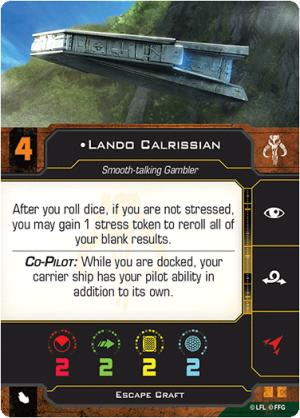 4
•Lando Calrissian
Smooth-talking Gambler
After you roll dice, if you are not stressed,
you may gain 1 stress token to reroll all of
your blank results.
Co-Pilot: While you are docked, your
carrier ship has your pilot ability in
addition to its own.
2 2 2 2
Escape Craft
©LFL ©FFG